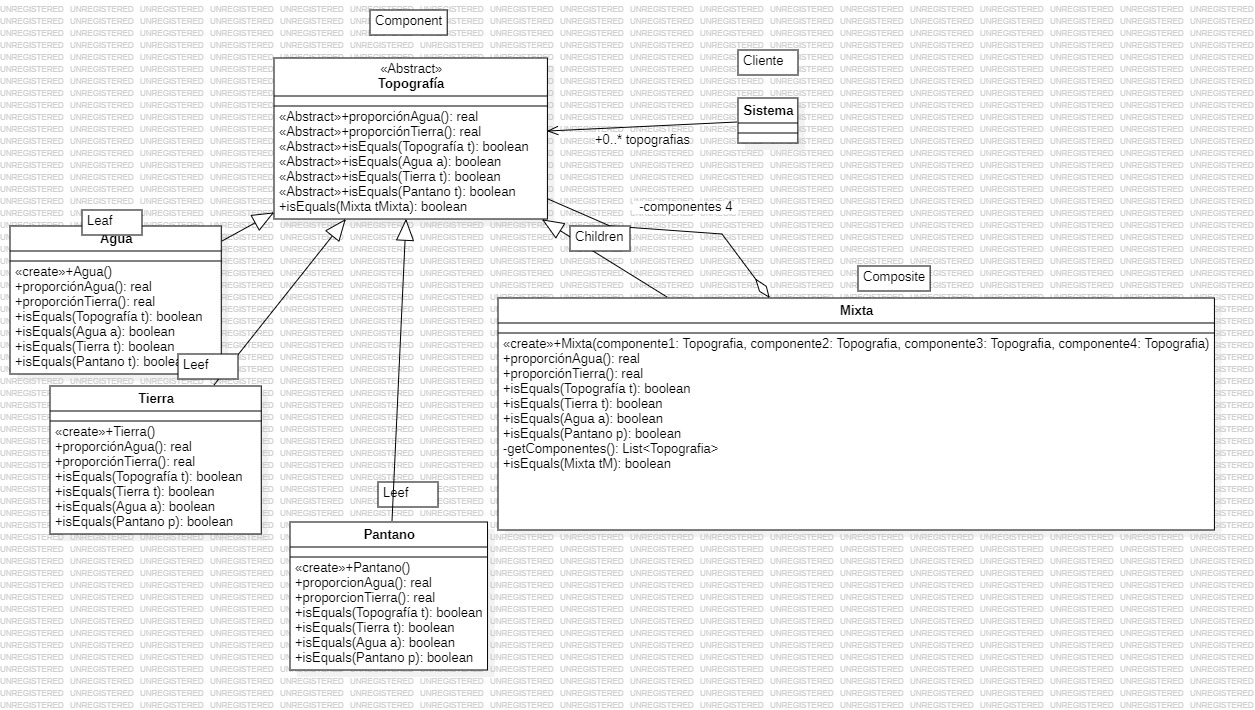 Component
«Abstract»
Topografía
«Abstract»+proporciónAgua(): real
«Abstract»+proporciónTierra(): real
«Abstract»+isEquals(Topografía t): boolean
«Abstract»+isEquals(Agua a): boolean
«Abstract»+isEquals(Tierra t): boolean
«Abstract»+isEquals(Pantano t): boolean
+isEquals(Mixta tMixta): boolean
Cliente
Sistema
+0..* topografias
-componentes 4
Children
Leaf
Agua
«create»+Agua()
+proporciónAgua(): real
+proporciónTierra(): real
+isEquals(Topografía t): boolean
+isEquals(Agua a): boolean
+isEquals(Tierra t): boolean
+isEquals(Pantano t): boolea
Leef
Tierra
«create»+Tierra()
+proporciónAgua(): real
+proporciónTierra(): real
+isEquals(Topografía t): boolean
+isEquals(Tierra t): boolean
+isEquals(Agua a): boolean
+isEquals(Pantano p): boolean
Leef
Pantano
«create»+Pantano()
+proporcionAgua(): real
+proporcionTierra(): real
+isEquals(Topografía t): boolean
+isEquals(Tierra t): boolean
+isEquals(Agua a): boolean
+isEquals(Pantano p): boolean
Composite
Mixta
«create»+Mixta(componente1: Topografia, componente2: Topografia, componente3: Topografia, componente4: Topografia)
+proporciónAgua(): real
+proporciónTierra(): real
+isEquals(Topografía t): boolean
+isEquals(Tierra t): boolean
+isEquals(Agua a): boolean
+isEquals(Pantano p): boolean
-getComponentes(): List<Topografia>
+isEquals(Mixta tM): boolean
UNREGISTERED